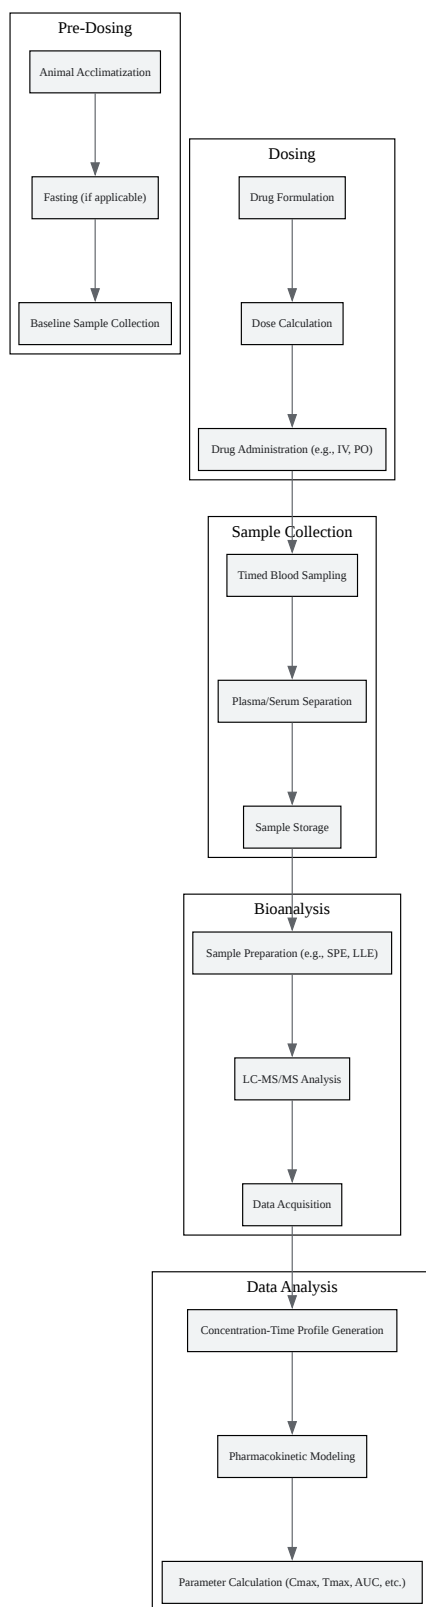 Pre-Dosing
Animal Acclimatization
Fasting (if applicable)
Baseline Sample Collection
Dosing
Drug Formulation
Dose Calculation
Drug Administration (e.g., IV, PO)
Sample Collection
Timed Blood Sampling
Plasma/Serum Separation
Sample Storage
Bioanalysis
Sample Preparation (e.g., SPE, LLE)
LC-MS/MS Analysis
Data Acquisition
Data Analysis
Concentration-Time Profile Generation
Pharmacokinetic Modeling
Parameter Calculation (Cmax, Tmax, AUC, etc.)